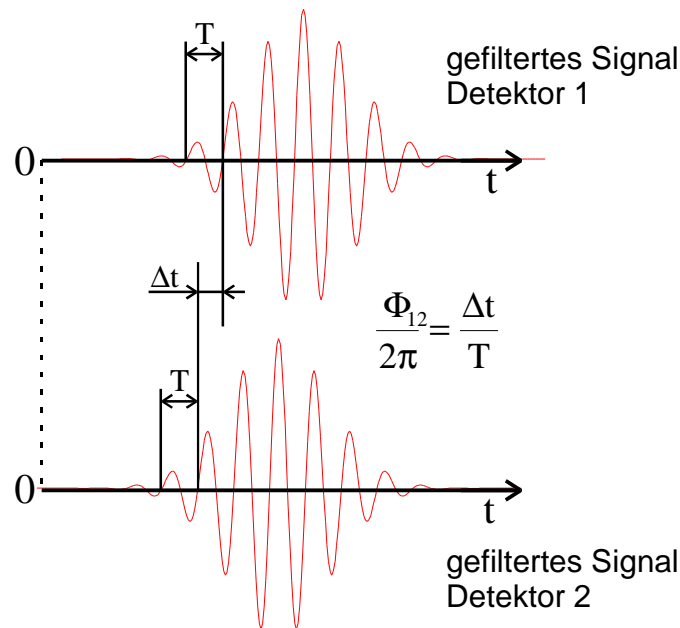 T
gefiltertes Signal
Detektor 1
0
t
Δt
Φ12/2π = Δt/T
T
0
t
gefiltertes Signal
Detektor 2